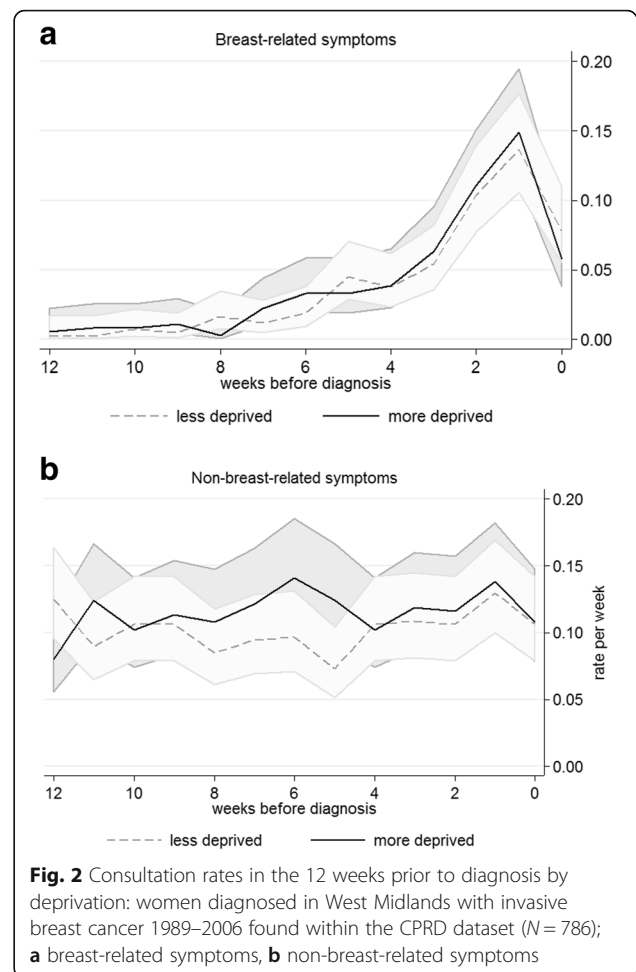 a
Breast-related symptoms
0.20
0.15
0.10
0.05
0.00
12 10 8 6 4 2 0
weeks before diagnosis
less deprived more deprived
b
Non-breast-related symptoms
0.20
0.15
0.10
0.05
0.00
rate per week
12 10 8 6 4 2 0
weeks before diagnosis
less deprived more deprived
Fig. 2 Consultation rates in the 12 weeks prior to diagnosis by
deprivation: women diagnosed in West Midlands with invasive
breast cancer 1989–2006 found within the CPRD dataset (N = 786);
a breast-related symptoms, b non-breast-related symptoms